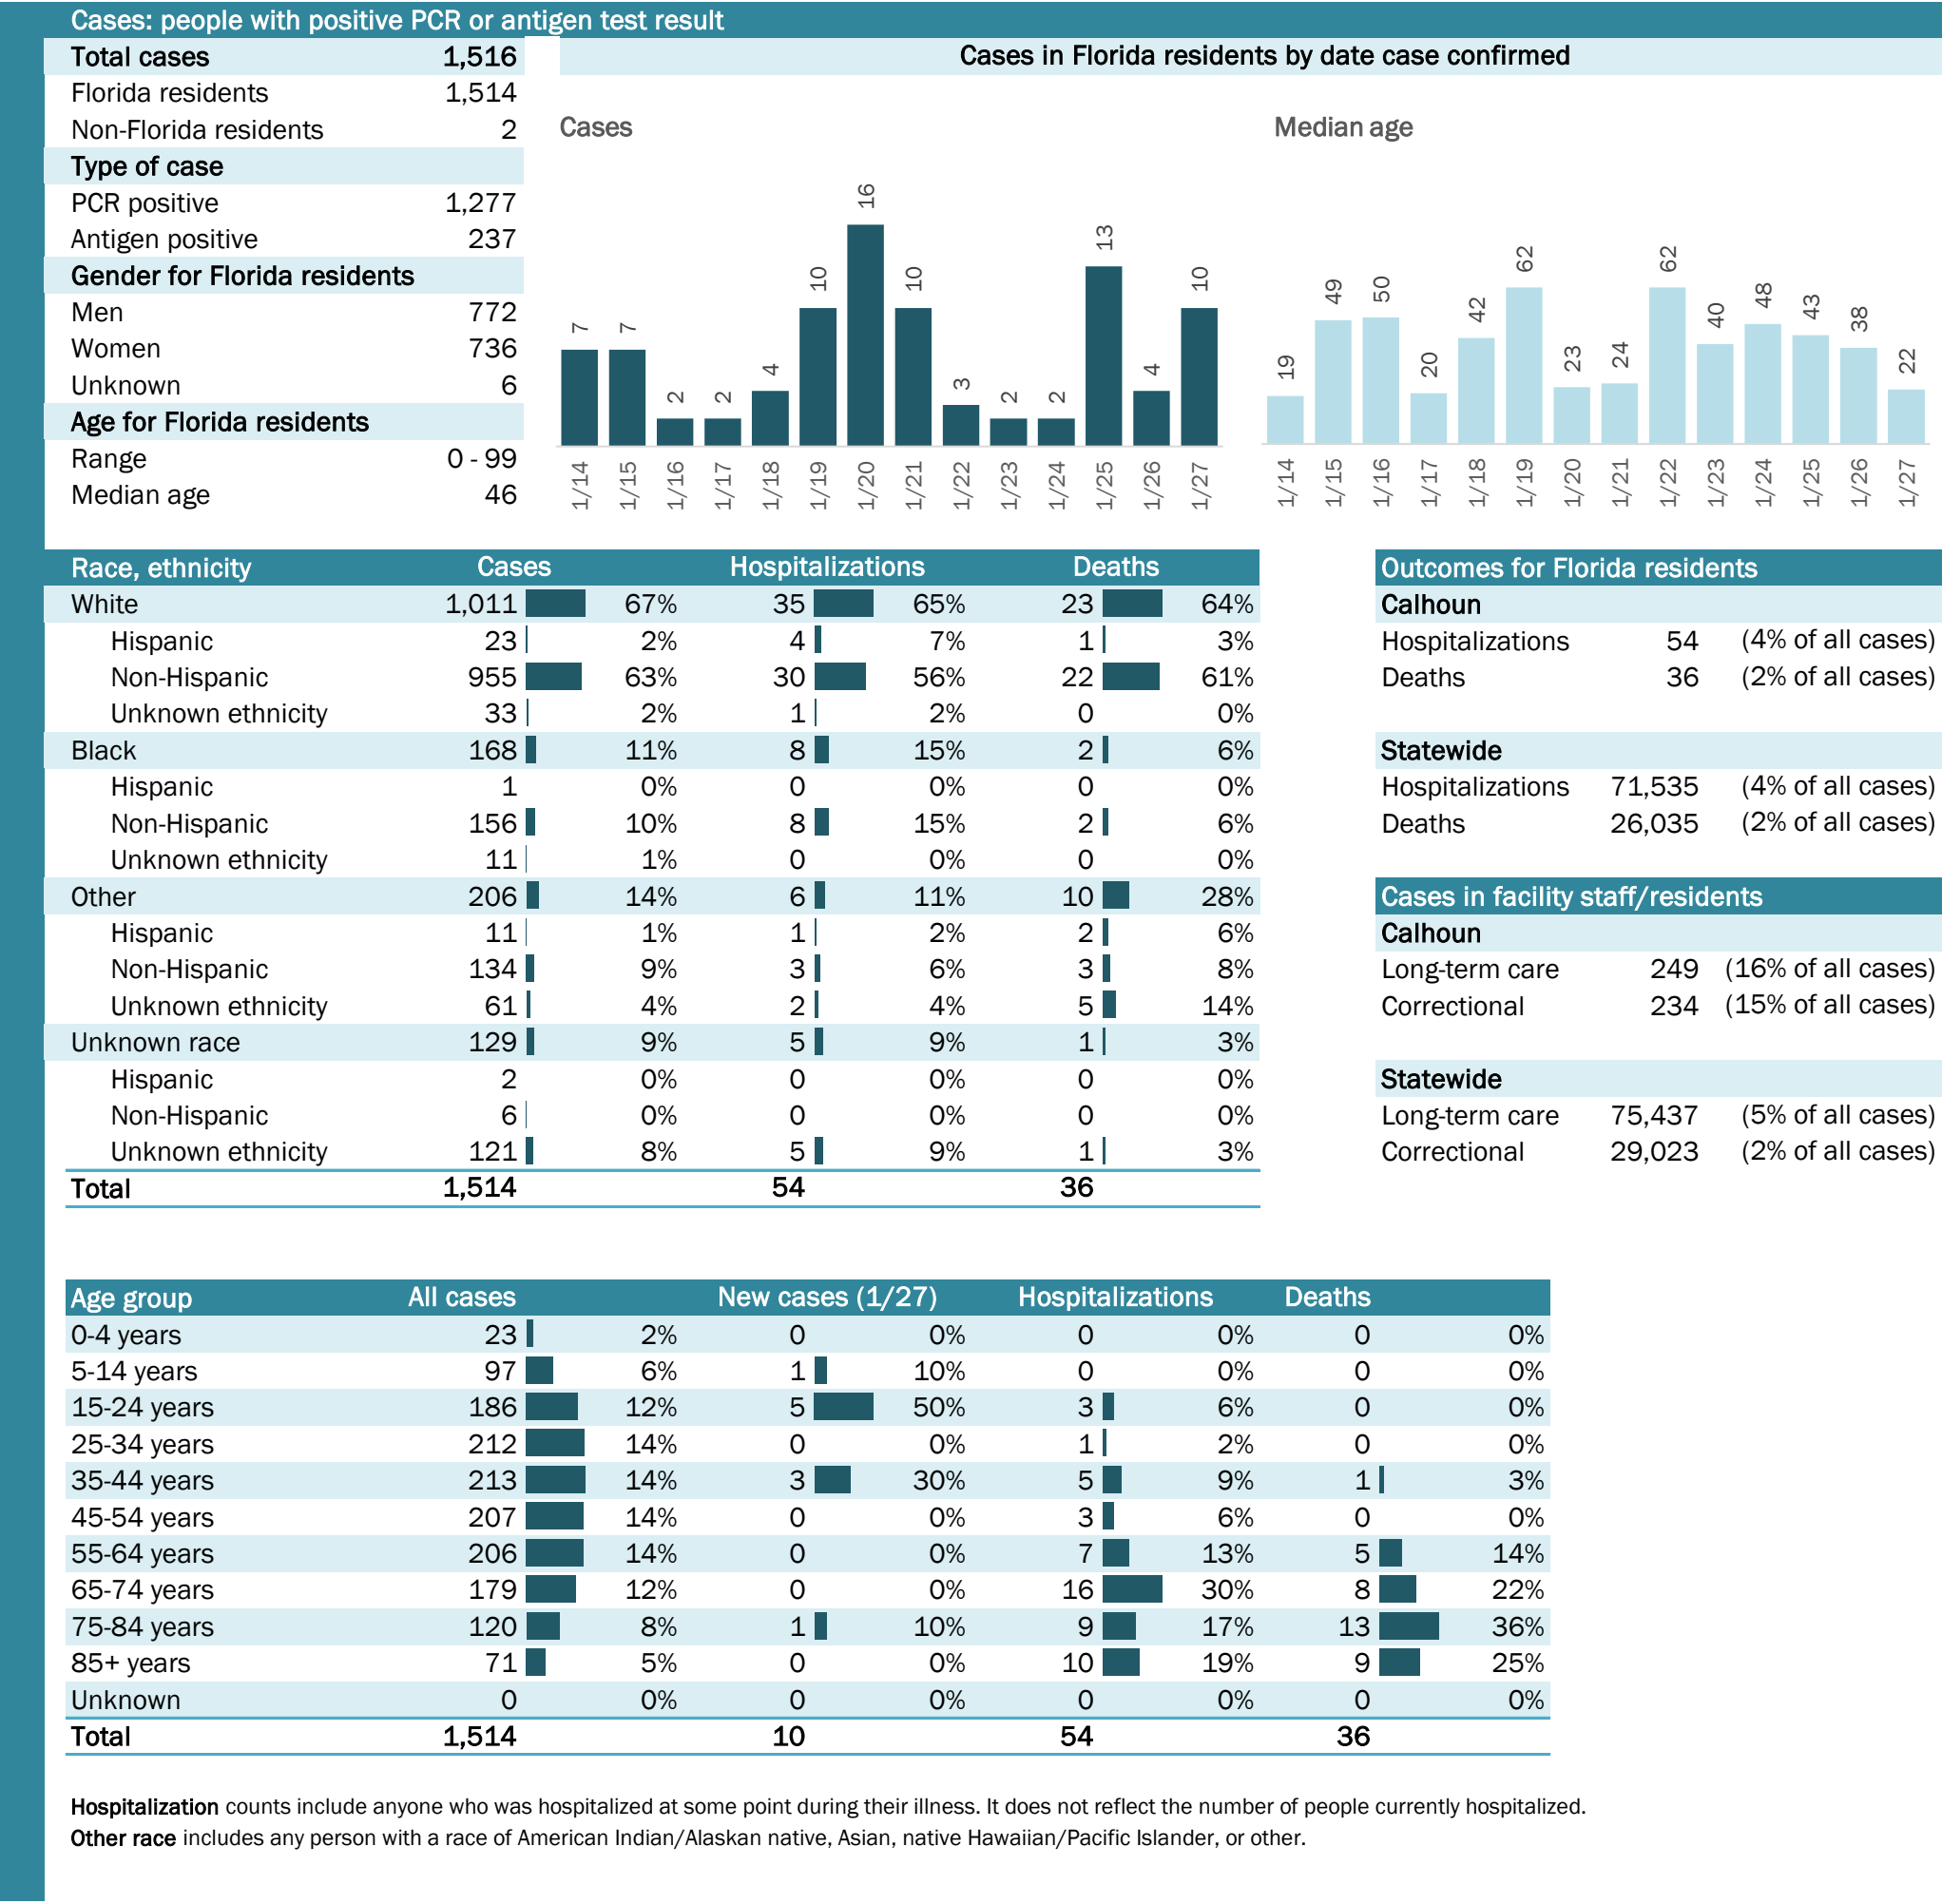 Cases: people with positive PCR or antigen test result
Total cases 1,516
Florida residents 1,514
Non-Florida residents 2
Type of case
PCR positive 1,277
Antigen positive 237
Gender for Florida residents
Men 772
Women 736
Unknown 6
Age for Florida residents
Range 0 - 99
Median age 46
Cases in Florida residents by date case confirmed
Cases
7 7 2 2 4 10 16 10 3 2 2 13 4 10
1/14 1/15 1/16 1/17 1/18 1/19 1/20 1/21 1/22 1/23 1/24 1/25 1/26 1/27
Median age
19 49 50 20 42 62 23 24 62 40 48 43 38 22
1/14 1/15 1/16 1/17 1/18 1/19 1/20 1/21 1/22 1/23 1/24 1/25 1/26 1/27
Race, ethnicity Cases Hospitalizations Deaths
White 1,011 67% 35 65% 23 64%
Hispanic 23 2% 4 7% 1 3%
Non-Hispanic 955 63% 30 56% 22 61%
Unknown ethnicity 33 2% 1 2% 0 0%
Black 168 11% 8 15% 2 6%
Hispanic 1 0% 0 0% 0 0%
Non-Hispanic 156 10% 8 15% 2 6%
Unknown ethnicity 11 1% 0 0% 0 0%
Other 206 14% 6 11% 10 28%
Hispanic 11 1% 1 2% 2 6%
Non-Hispanic 134 9% 3 6% 3 8%
Unknown ethnicity 61 4% 2 4% 5 14%
Unknown race 129 9% 5 9% 1 3%
Hispanic 2 0% 0 0% 0 0%
Non-Hispanic 6 0% 0 0% 0 0%
Unknown ethnicity 121 8% 5 9% 1 3%
Total 1,514 54 36
Outcomes for Florida residents
Calhoun
Hospitalizations 54 (4% of all cases)
Deaths 36 (2% of all cases)
Statewide
Hospitalizations 71,535 (4% of all cases)
Deaths 26,035 (2% of all cases)
Cases in facility staff/residents
Calhoun
Long-term care 249 (16% of all cases)
Correctional 234 (15% of all cases)
Statewide
Long-term care 75,437 (5% of all cases)
Correctional 29,023 (2% of all cases)
Age group All cases New cases (1/27) Hospitalizations Deaths
0-4 years 23 2% 0 0% 0 0% 0 0%
5-14 years 97 6% 1 10% 0 0% 0 0%
15-24 years 186 12% 5 50% 3 6% 0 0%
25-34 years 212 14% 0 0% 1 2% 0 0%
35-44 years 213 14% 3 30% 5 9% 1 3%
45-54 years 207 14% 0 0% 3 6% 0 0%
55-64 years 206 14% 0 0% 7 13% 5 14%
65-74 years 179 12% 0 0% 16 30% 8 22%
75-84 years 120 8% 1 10% 9 17% 13 36%
85+ years 71 5% 0 0% 10 19% 9 25%
Unknown 0 0% 0 0% 0 0% 0 0%
Total 1,514 10 54 36
Hospitalization counts include anyone who was hospitalized at some point during their illness. It does not reflect the number of people currently hospitalized.
Other race includes any person with a race of American Indian/Alaskan native, Asian, native Hawaiian/Pacific Islander, or other.